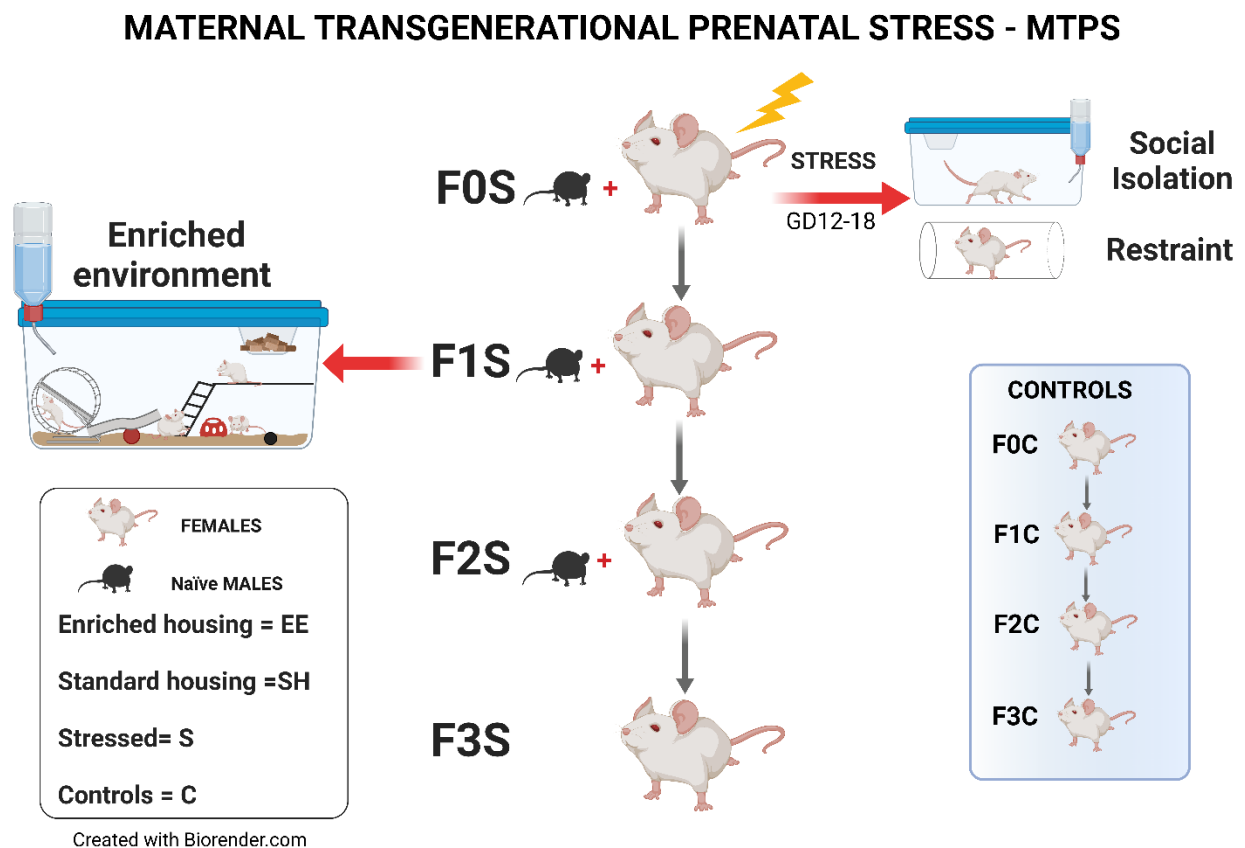 MATERNAL TRANSGENERATIONAL PRENATAL STRESS - MTPS
F0S
+
STRESS
GD12-18
Social
Isolation
Restraint
Enriched
environment
F1S
+
F2S
+
F3S
CONTROLS
F0C
F1C
F2C
F3C
FEMALES
Naïve MALES
Enriched housing = EE
Standard housing =SH
Stressed= S
Controls = C
Created with Biorender.com